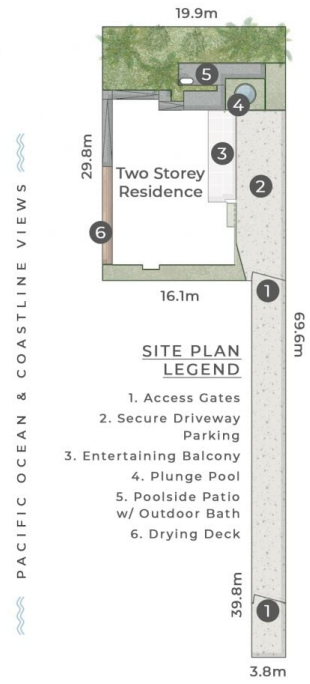 19.9m
5
4
29.8m
3
Two Storey
Residence
2
6
PACIFIC OCEAN & COASTLINE VIEWS
1
16.1m
69.6m
SITE PLAN
LEGEND
1. Access Gates
2. Secure Driveway
Parking
3. Entertaining Balcony
4. Plunge Pool
5. Poolside Patio
w/ Outdoor Bath
6. Drying Deck
39.8m
1
3.8m